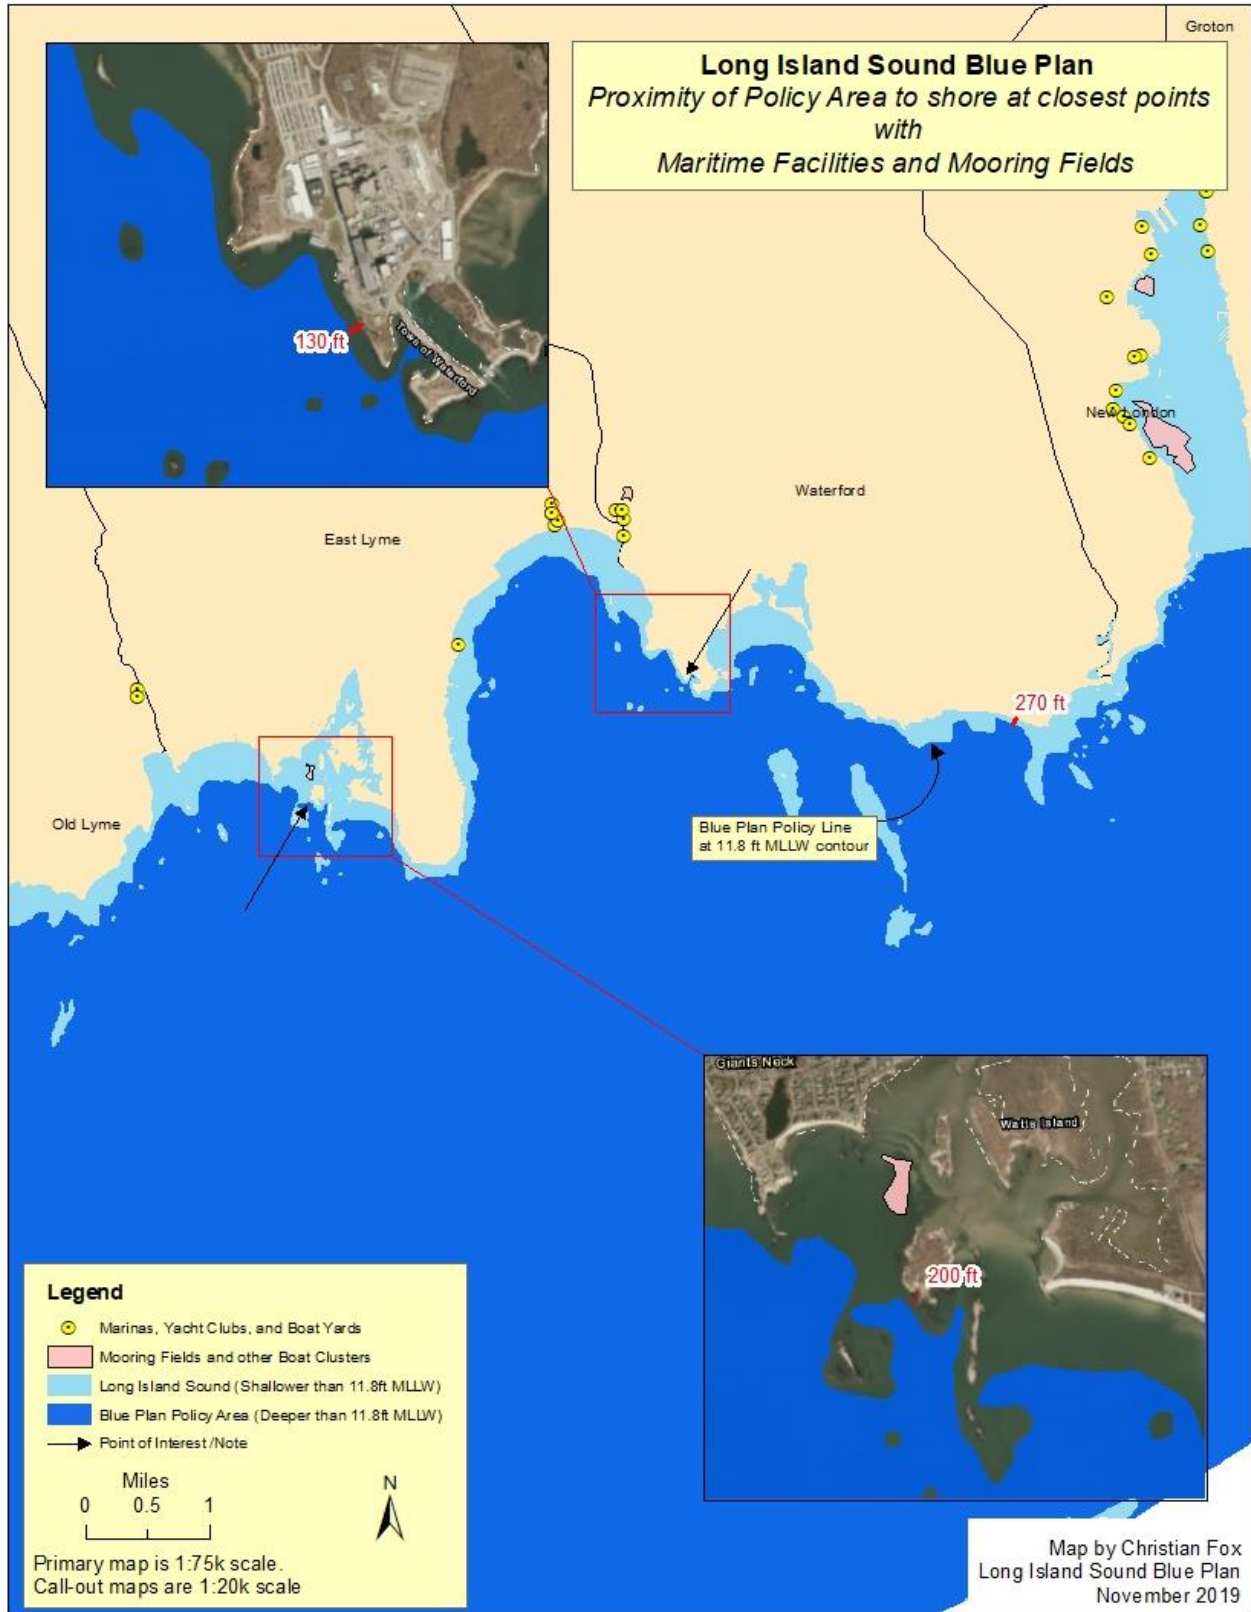 Groton
Long Island Sound Blue Plan
Proximity of Policy Area to shore at closest points
with
Maritime Facilities and Mooring Fields
130 ft
Town of Waterford
New London
Waterford
East Lyme
270 ft
Old Lyme
Blue Plan Policy Line
at 11.8 ft MLLW contour
Giants Neck
Watts Island
200 ft
Legend
Marinas, Yacht Clubs, and Boat Yards
Mooring Fields and other Boat Clusters
Long Island Sound (Shallower than 11.8ft MLLW)
Blue Plan Policy Area (Deeper than 11.8ft MLLW)
Point of Interest/Note
Miles
0 0.5 1
N
Primary map is 1:75k scale.
Call-out maps are 1:20k scale
Map by Christian Fox
Long Island Sound Blue Plan
November 2019